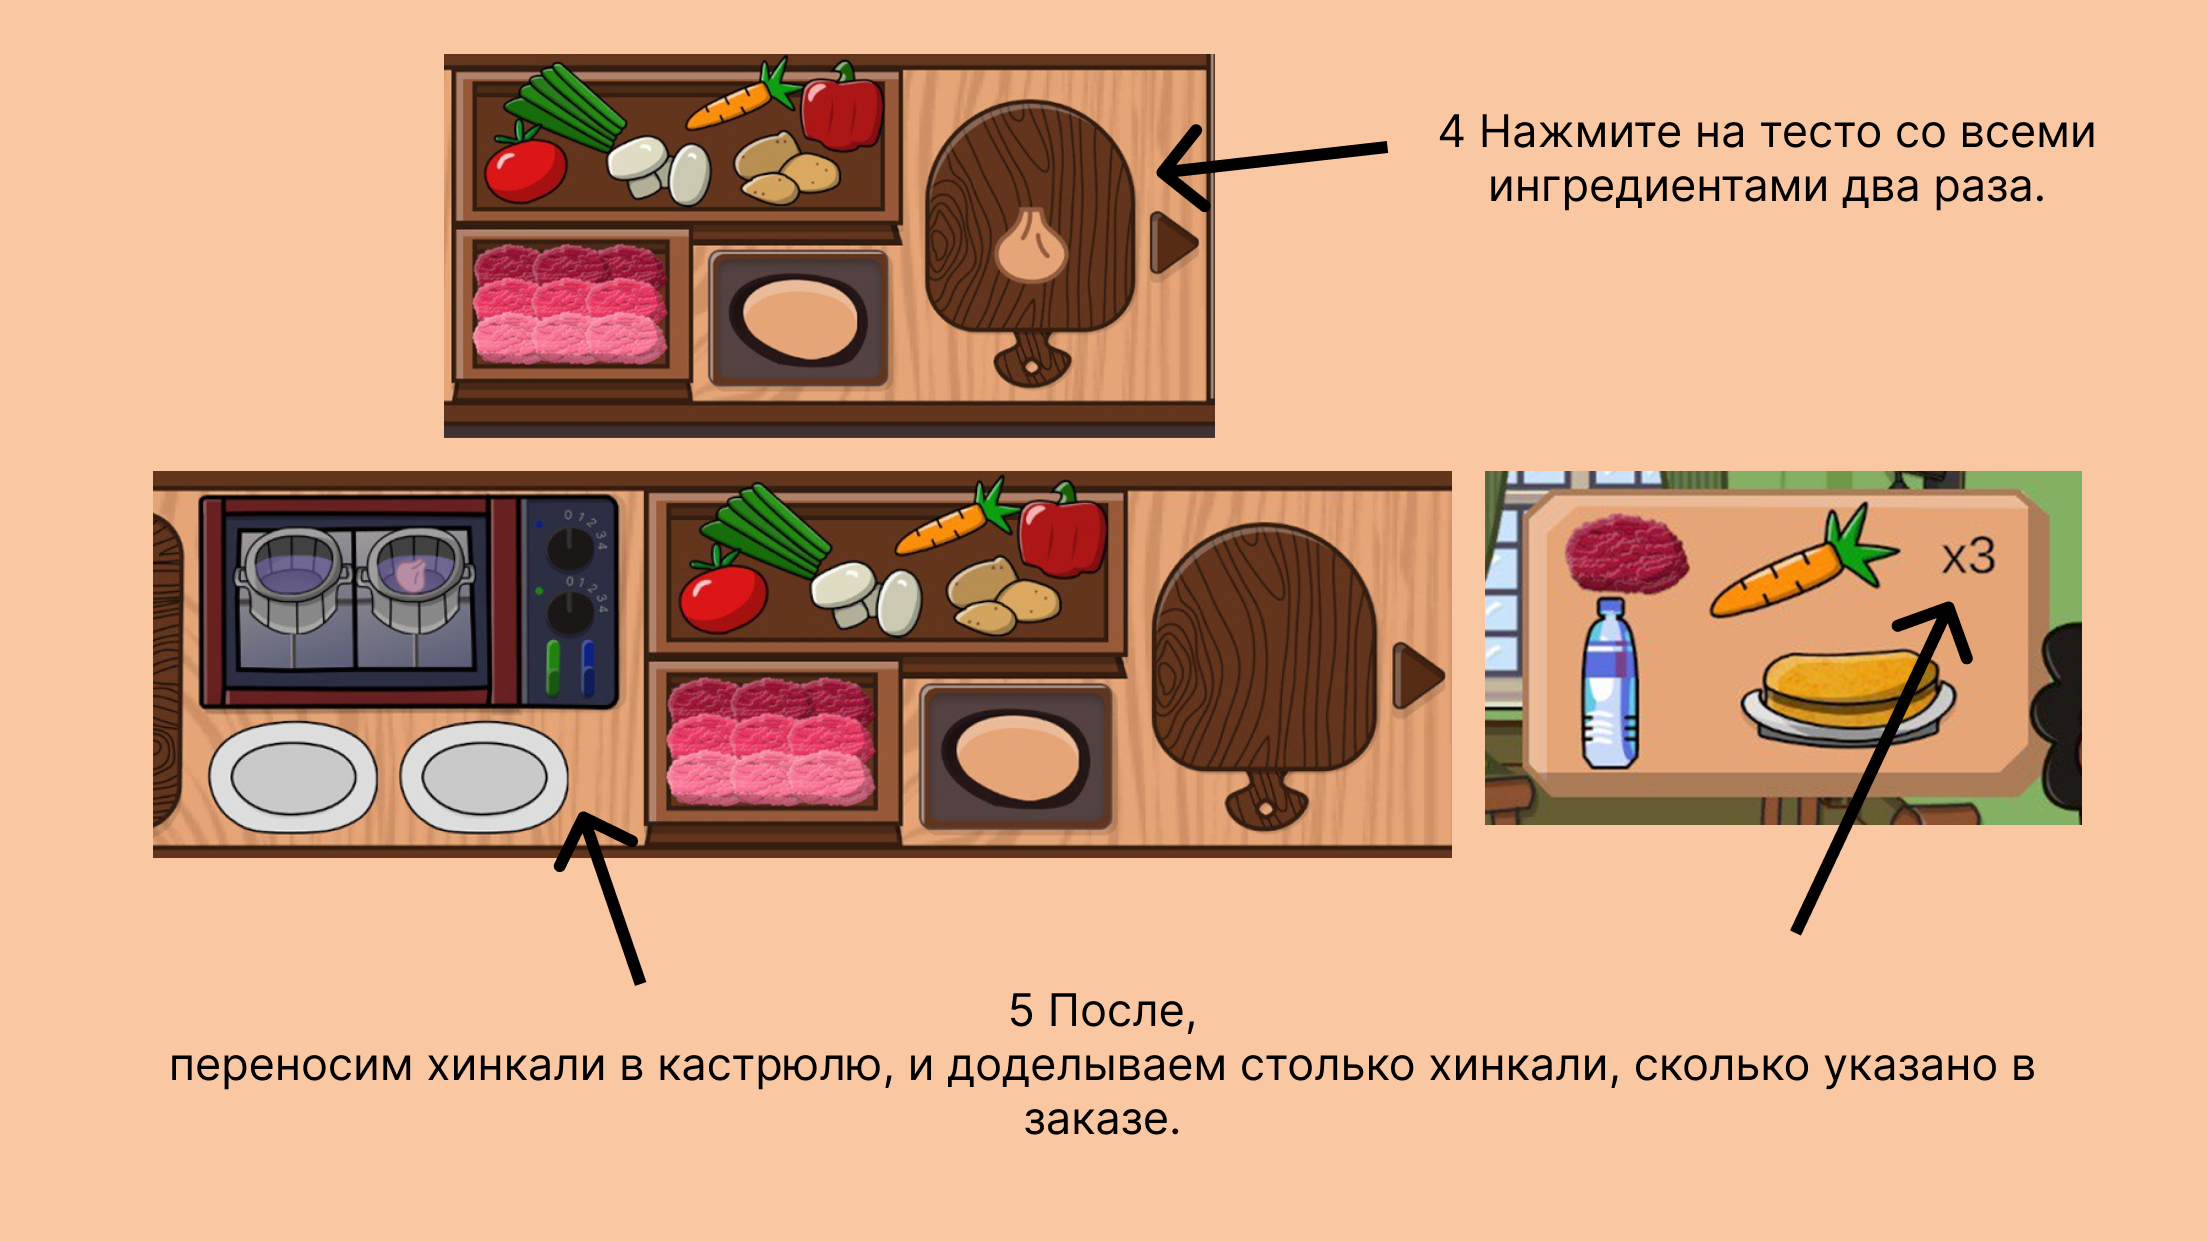 4 Нажмите на тесто со всеми
ингредиентами два раза.
0 1 2 3 4
0 1 2 3 4
x3
5 После,
переносим хинкали в кастрюлю, и доделываем столько хинкали, сколько указано в
заказе.